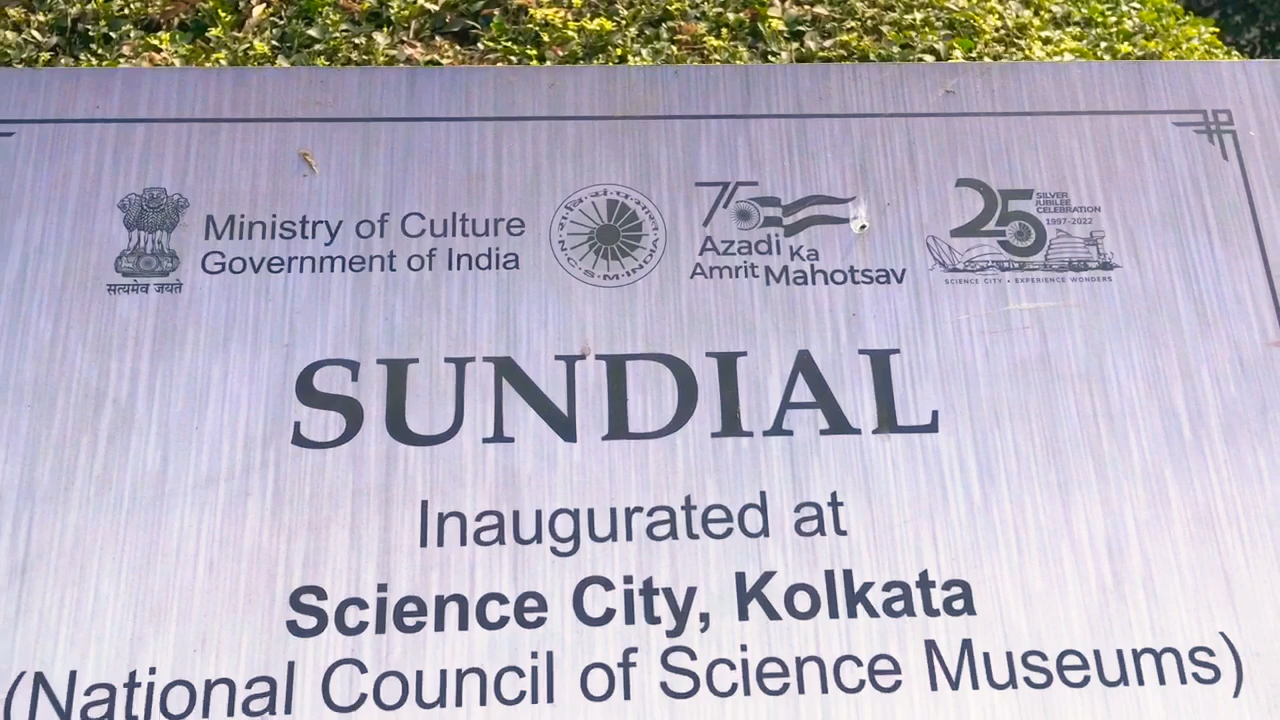 सत्यमेव जयते
Ministry of Culture
Government of India
रा.वि.सं.प.भारत
N.C.S.M.INDIA
75
Azadi Ka
Amrit Mahotsav
25
SILVER
JUBILEE
CELEBRATION
1997-2022
SCIENCE CITY • EXPERIENCE WONDERS
SUNDIAL
Inaugurated at
Science City, Kolkata
(National Council of Science Museums)